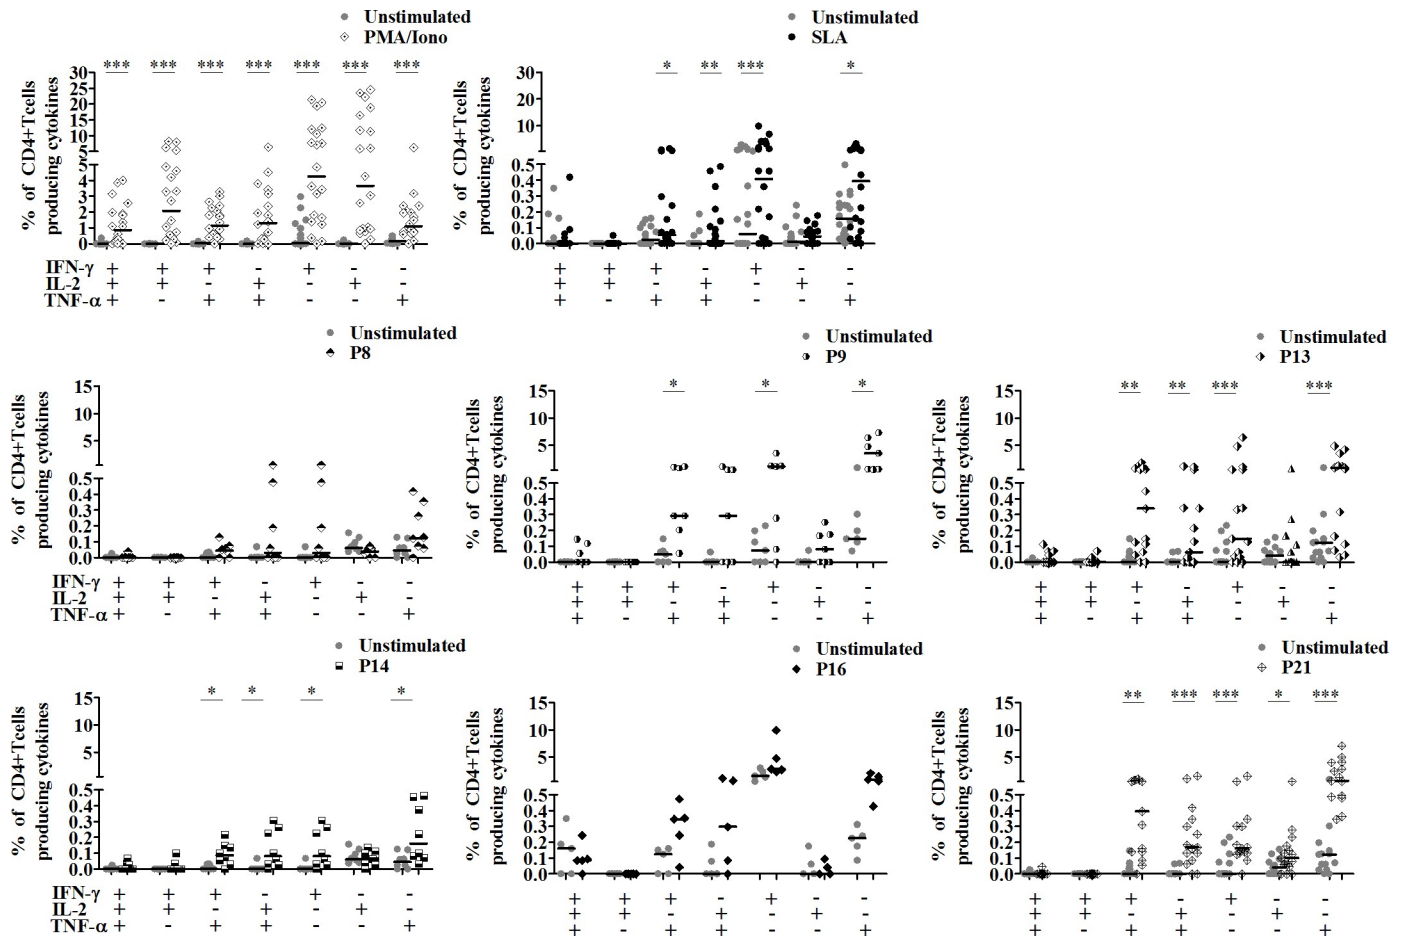 Unstimulated
PMA/Iono
*** *** *** *** *** *** ***
% of CD4+Tcells
producing cytokines
30
25
20
15
10
5
5
4
3
2
1
0
IFN-γ + + + - + - -
IL-2 + + - + - + -
TNF-α + - + + - - +
Unstimulated
SLA
* ** *** *
% of CD4+Tcells
producing cytokines
30
20
10
0.5
0.4
0.3
0.2
0.1
0.0
+ + + - + - -
+ + - + - + -
+ - + + - - +
Unstimulated
P8
% of CD4+Tcells
producing cytokines
15
10
5
0.5
0.4
0.3
0.2
0.1
0.0
IFN-γ + + + - + - -
IL-2 + + - + - + -
TNF-α + - + + - - +
Unstimulated
P9
* * *
% of CD4+Tcells
producing cytokines
15
10
5
0.5
0.4
0.3
0.2
0.1
0.0
+ + + - + - -
+ + - + - + -
+ - + + - - +
Unstimulated
P13
** ** *** ***
% of CD4+Tcells
producing cytokines
15
10
5
0.5
0.4
0.3
0.2
0.1
0.0
+ + + - + - -
+ + - + - + -
+ - + + - - +
Unstimulated
P14
* * * *
% of CD4+Tcells
producing cytokines
15
10
5
0.5
0.4
0.3
0.2
0.1
0.0
IFN-γ + + + - + - -
IL-2 + + - + - + -
TNF-α + - + + - - +
Unstimulated
P16
% of CD4+Tcells
producing cytokines
15
10
5
0.5
0.4
0.3
0.2
0.1
0.0
+ + + - + - -
+ + - + - + -
+ - + + - - +
Unstimulated
P21
** *** *** * ***
% of CD4+Tcells
producing cytokines
15
10
5
0.5
0.4
0.3
0.2
0.1
0.0
+ + + - + - -
+ + - + - + -
+ - + + - - +